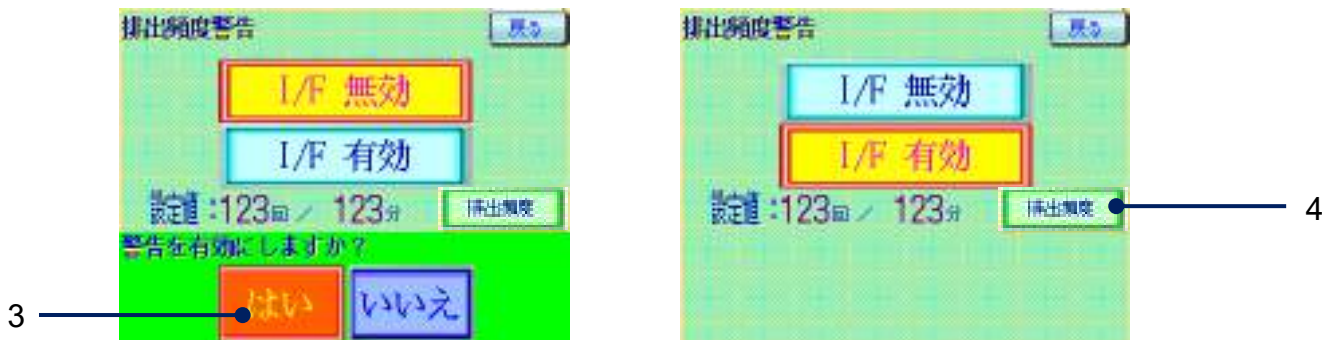 排出頻度警告 戻る
I/F 無効
I/F 有効
設定値:123回/ 123分 排出頻度
警告を有効にしますか?
はい いいえ
3
排出頻度警告 戻る
I/F 無効
I/F 有効
設定値:123回/ 123分 排出頻度
4